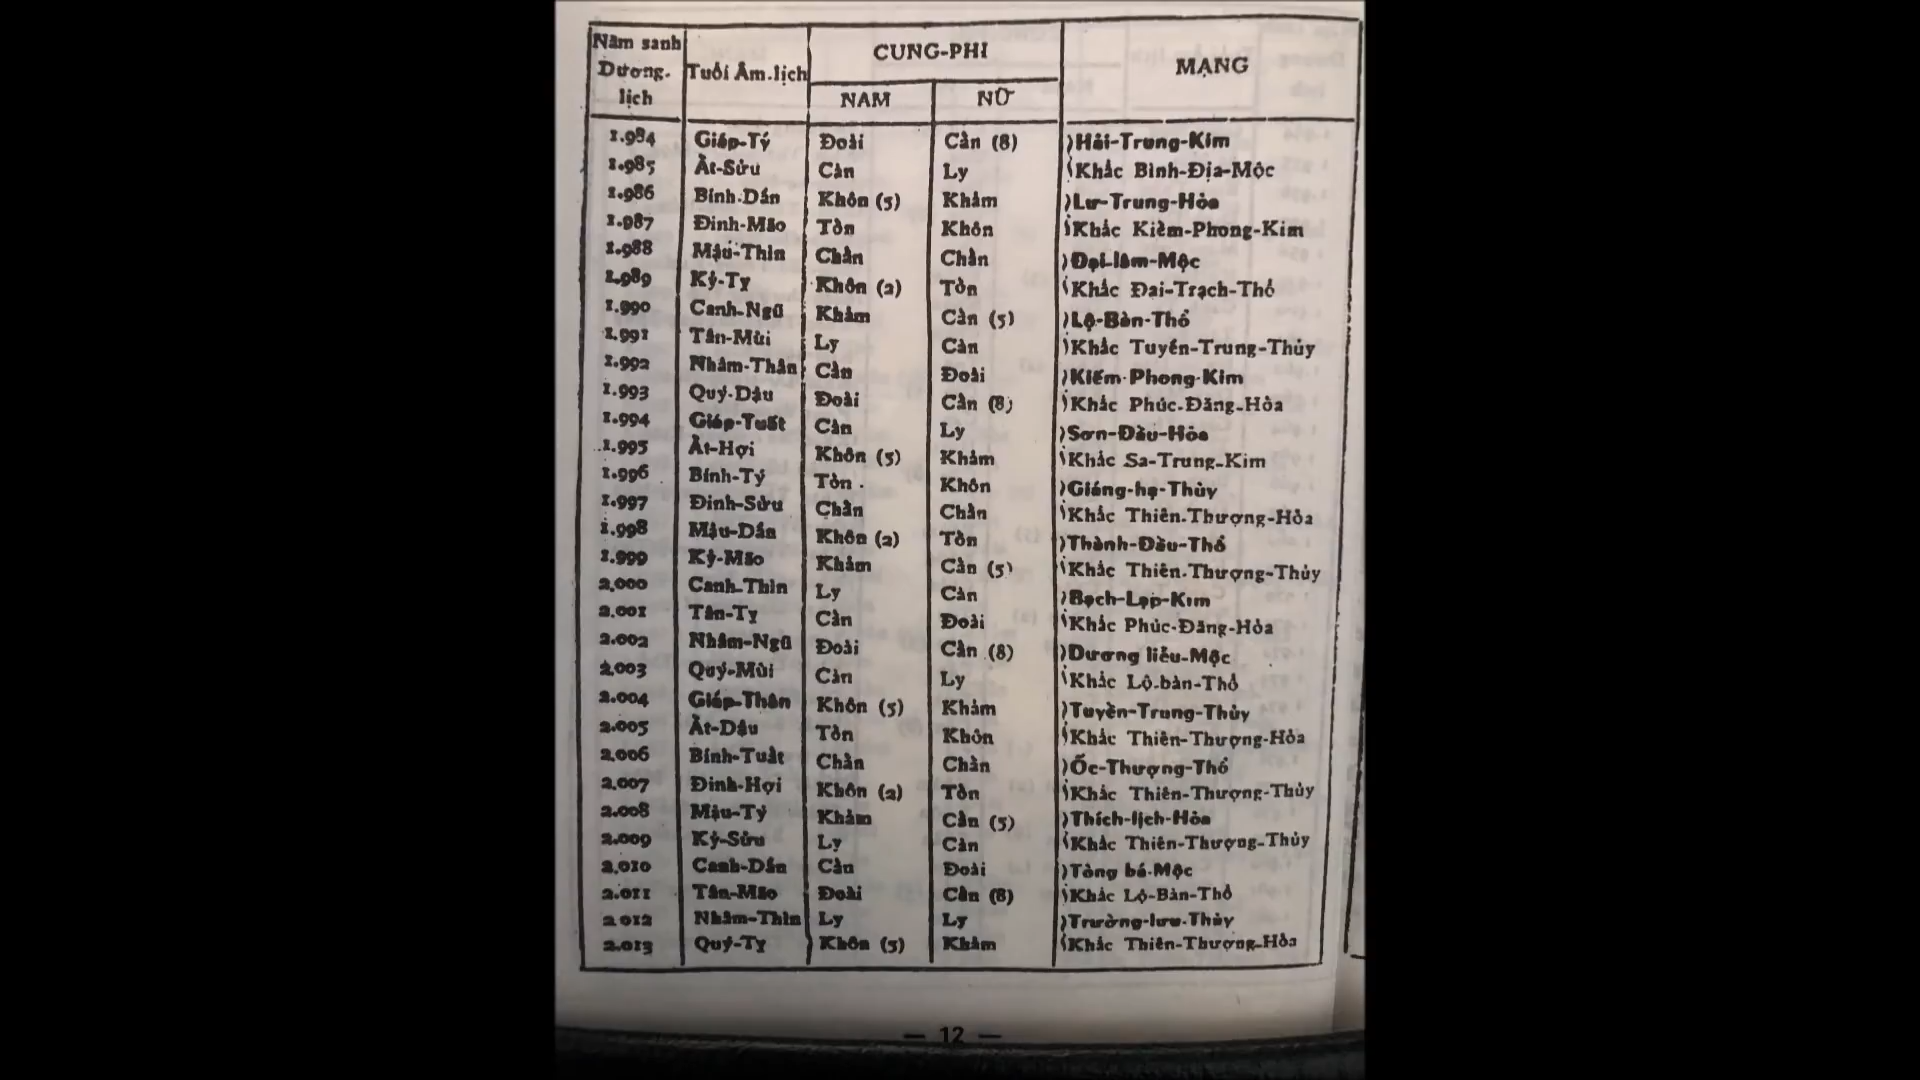 Năm sanh Dương. lịch | Tuổi Âm.lịch | CUNG-PHI | MẠNG
NAM | NỮ
1.984 Giáp-Tý Đoài Cấn (8) )Hải-Trung-Kim
1.985 Ất-Sửu Càn Ly (Khắc Bình-Địa-Mộc
1.986 Bính-Dần Khôn (5) Khảm )Lư-Trung-Hỏa
1.987 Đinh-Mão Tốn Khôn (Khắc Kiếm-Phong-Kim
1.988 Mậu-Thìn Chấn Chấn )Đại-lâm-Mộc
1.989 Kỷ-Tỵ Khôn (2) Tốn (Khắc Đại-Trạch-Thổ
1.990 Canh-Ngũ Khảm Cấn (5) )Lộ-Bàn-Thổ
1.991 Tân-Mùi Ly Càn (Khắc Tuyền-Trung-Thủy
1.992 Nhâm-Thân Cấn Đoài )Kiếm-Phong-Kim
1.993 Quý-Dậu Đoài Cấn (8) (Khắc Phúc-Đăng-Hỏa
1.994 Giáp-Tuất Càn Ly )Sơn-Đầu-Hỏa
1.995 Ất-Hợi Khôn (5) Khảm (Khắc Sa-Trung-Kim
1.996 Bính-Tý Tốn Khôn )Giáng-hạ-Thủy
1.997 Đinh-Sửu Chấn Chấn (Khắc Thiên-Thượng-Hỏa
1.998 Mậu-Dần Khôn (2) Tốn )Thành-Đầu-Thổ
1.999 Kỷ-Mão Khảm Cấn (5) (Khắc Thiên-Thượng-Thủy
2.000 Canh-Thìn Ly Càn )Bạch-Lạp-Kim
2.001 Tân-Tỵ Cấn Đoài (Khắc Phúc-Đăng-Hỏa
2.002 Nhâm-Ngũ Đoài Cấn (8) )Dương liễu-Mộc
2.003 Quý-Mùi Càn Ly (Khắc Lộ-bàn-Thổ
2.004 Giáp-Thân Khôn (5) Khảm )Tuyền-Trung-Thủy
2.005 Ất-Dậu Tốn Khôn (Khắc Thiên-Thượng-Hỏa
2.006 Bính-Tuất Chấn Chấn )Ốc-Thượng-Thổ
2.007 Đinh-Hợi Khôn (2) Tốn (Khắc Thiên-Thượng-Thủy
2.008 Mậu-Tý Khảm Cấn (5) )Thích-lịch-Hỏa
2.009 Kỷ-Sửu Ly Càn (Khắc Thiên-Thượng-Thủy
2.010 Canh-Dần Cấn Đoài )Tòng bá-Mộc
2.011 Tân-Mão Đoài Cấn (8) (Khắc Lộ-Bàn-Thổ
2 012 Nhâm-Thìn Ly Ly )Trường-lưu-Thủy
2.013 Quý-Tỵ Khôn (5) Khảm (Khắc Thiên-Thượng-Hỏa
— 12 —